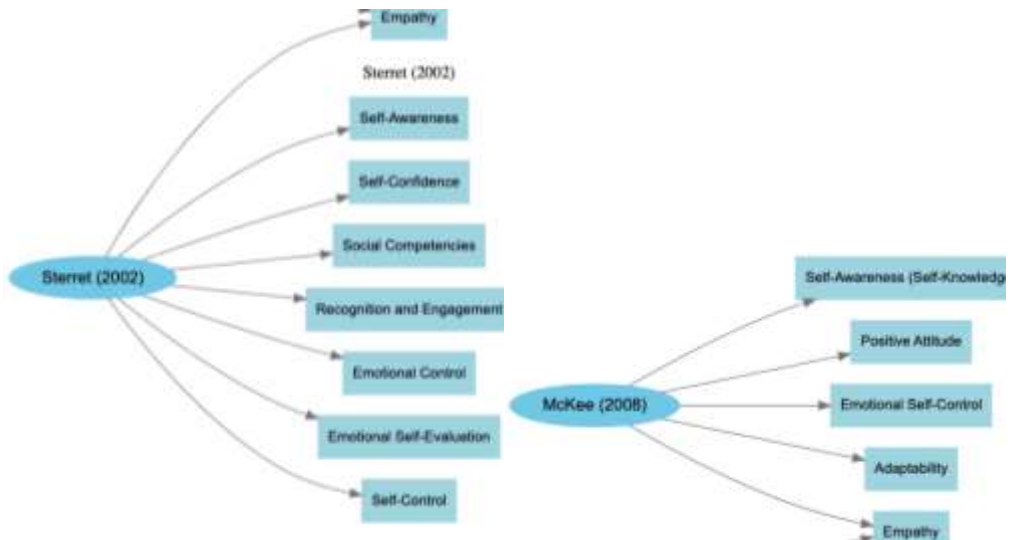 Empathy
Sterret (2002)
Self-Awareness
Self-Confidence
Social Competencies
Sterret (2002)
Recognition and Engagement
Emotional Control
Emotional Self-Evaluation
Self-Control
Self-Awareness (Self-Knowledge
Positive Attitude
McKee (2008)
Emotional Self-Control
Adaptability
Empathy